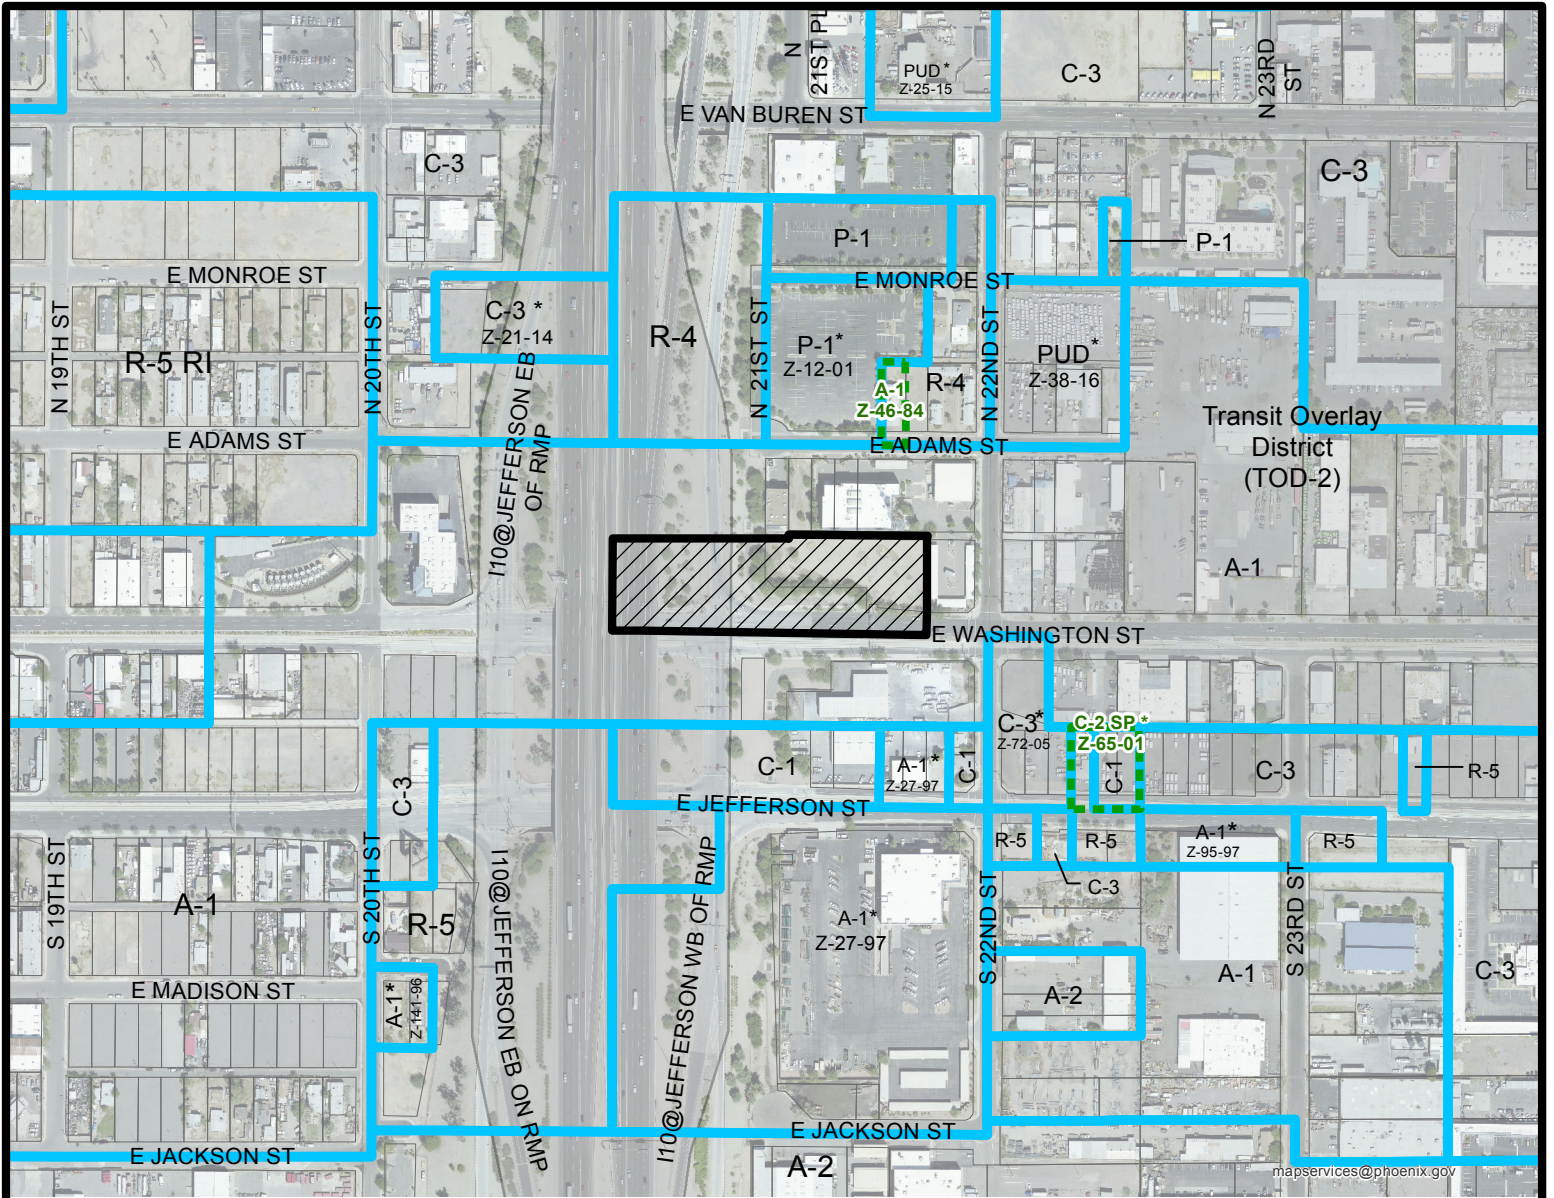 N
21ST PL
PUD*
Z-25-15
C-3
N 23RD
ST
E VAN BUREN ST
C-3
C-3
P-1
P-1
E MONROE ST
E MONROE ST
N 19TH ST
N 20TH ST
C-3 *
Z-21-14
R-4
N 21ST ST
P-1*
Z-12-01
N 22ND ST
PUD*
Z-38-16
R-5 RI
A-1
Z-46-84
R-4
Transit Overlay
District
(TOD-2)
E ADAMS ST
E ADAMS ST
I10@JEFFERSON EB
OF RMP
A-1
E WASHINGTON ST
C-3*
Z-72-05
C-2 SP *
Z-65-01
C-1
C-1
A-1*
Z-27-97
C-1
C-3
R-5
C-3
E JEFFERSON ST
R-5
C-3
R-5
A-1*
Z-95-97
R-5
S 19TH ST
S 20TH ST
A-1
R-5
I10@JEFFERSON EB ON RMP
I10@JEFFERSON WB OF RMP
A-1*
Z-27-97
S 22ND ST
S 23RD ST
A-1
C-3
A-2
E MADISON ST
A-1*
Z-141-96
E JACKSON ST
E JACKSON ST
A-2
mapservices@phoenix.gov